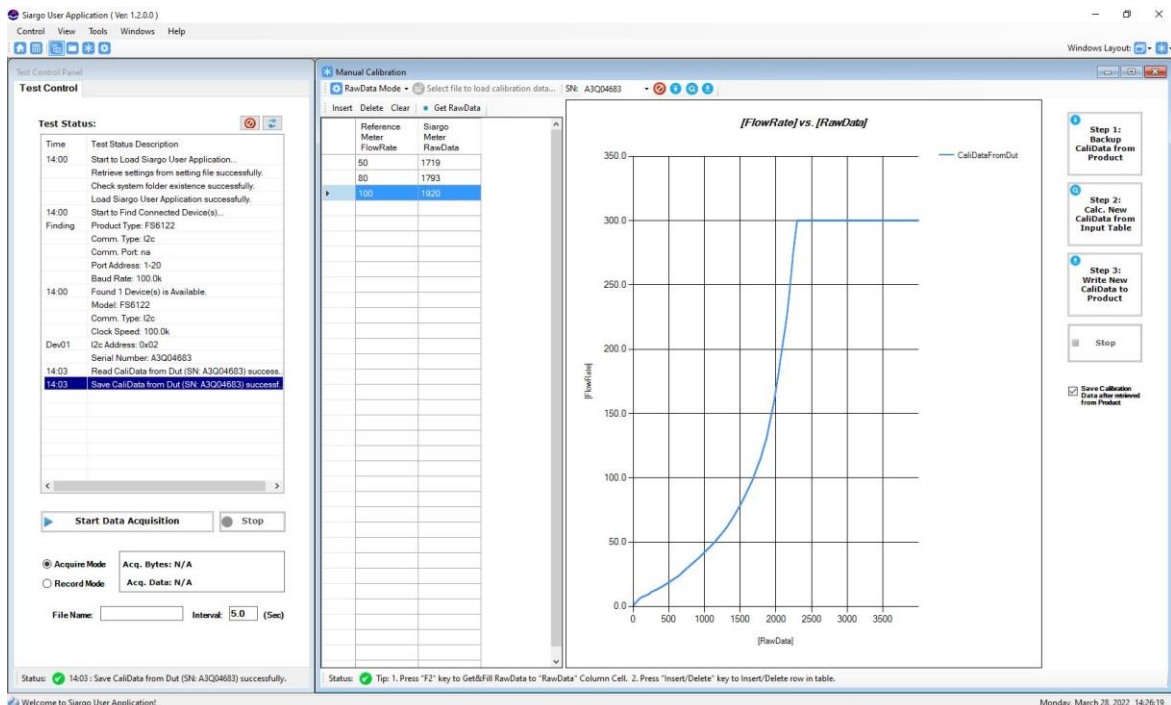 Siargo User Application ( Ver: 1.2.0.0 )
Control View Tools Windows Help
Windows Layout:
Test Control Panel
Test Control
Test Status:
Time Test Status Description
14:00 Start to Load Siargo User Application...
Retrieve settings from setting file successfully.
Check system folder existence successfully.
Load Siargo User Application successfully.
14:00 Start to Find Connected Device(s)...
Finding Product Type: FS6122
Comm. Type: I2c
Comm. Port: na
Port Address: 1-20
Baud Rate: 100.0k
14:00 Found 1 Device(s) is Available.
Model: FS6122
Comm. Type: I2c
Clock Speed: 100.0k
Dev01 I2c Address: 0x02
Serial Number: A3Q04683
14:03 Read CaliData from Dut (SN: A3Q04683) success...
14:03 Save CaliData from Dut (SN: A3Q04683) successf...
Start Data Acquisition Stop
Acquire Mode
Record Mode
Acq. Bytes: N/A
Acq. Data: N/A
File Name: Interval: 5.0 (Sec)
Status: 14:03 : Save CaliData from Dut (SN: A3Q04683) successfully.
Manual Calibration
RawData Mode Select file to load calibration data... SN: A3Q04683
Insert Delete Clear Get RawData
Reference Meter FlowRate Siargo Meter RawData
50 1719
80 1793
100 1920
[FlowRate] vs. [RawData]
CaliDataFromDut
350.0
300.0
250.0
200.0
150.0
100.0
50.0
0.0
[FlowRate]
0 500 1000 1500 2000 2500 3000 3500
[RawData]
Step 1:
Backup
CaliData from
Product
Step 2:
Calc. New
CaliData from
Input Table
Step 3:
Write New
CaliData to
Product
Stop
Save Calibration
Data after retrieved
from Product
Status: Tip: 1. Press "F2" key to Get&Fill RawData to "RawData" Column Cell. 2. Press "Insert/Delete" key to Insert/Delete row in table.
Welcome to Siargo User Application!
Monday, March 28, 2022 14:26:19